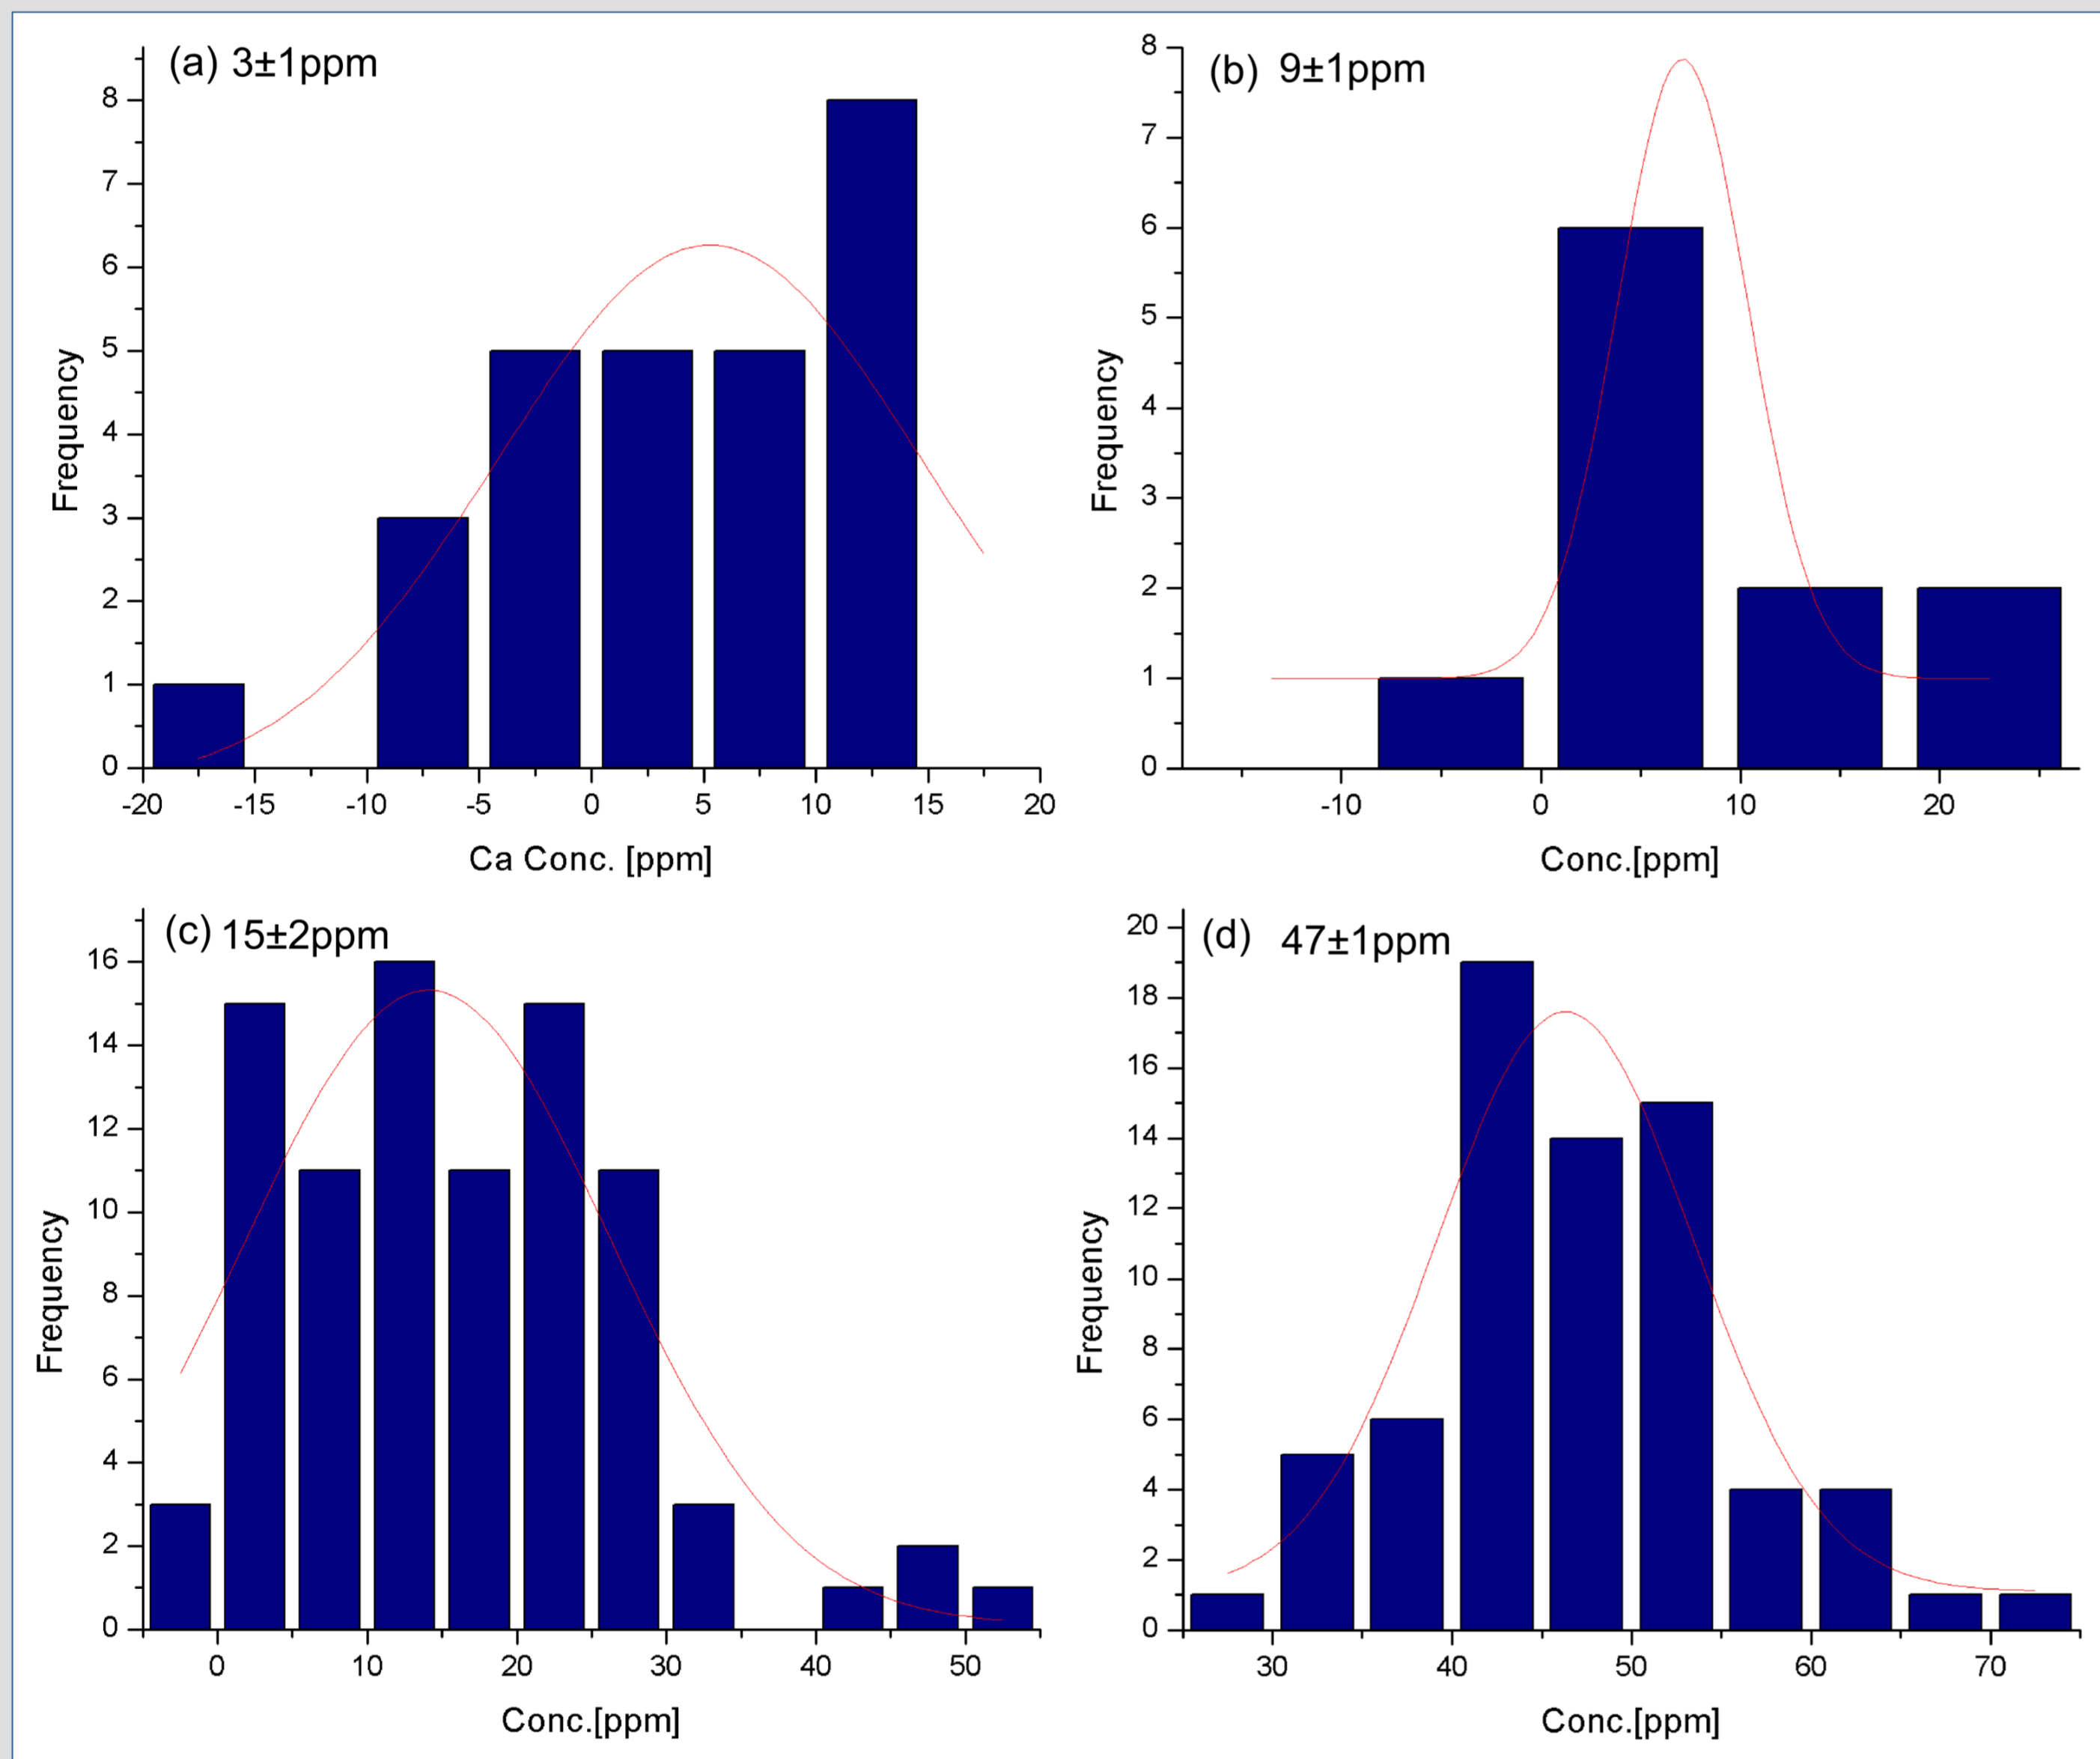 (a) 3±1ppm
8
7
6
5
4
3
2
1
0
Frequency
-20 -15 -10 -5 0 5 10 15 20
Ca Conc. [ppm]
(b) 9±1ppm
8
7
6
5
4
3
2
1
0
Frequency
-10 0 10 20
Conc.[ppm]
(c) 15±2ppm
16
14
12
10
8
6
4
2
0
Frequency
0 10 20 30 40 50
Conc.[ppm]
(d) 47±1ppm
20
18
16
14
12
10
8
6
4
2
0
Frequency
30 40 50 60 70
Conc.[ppm]